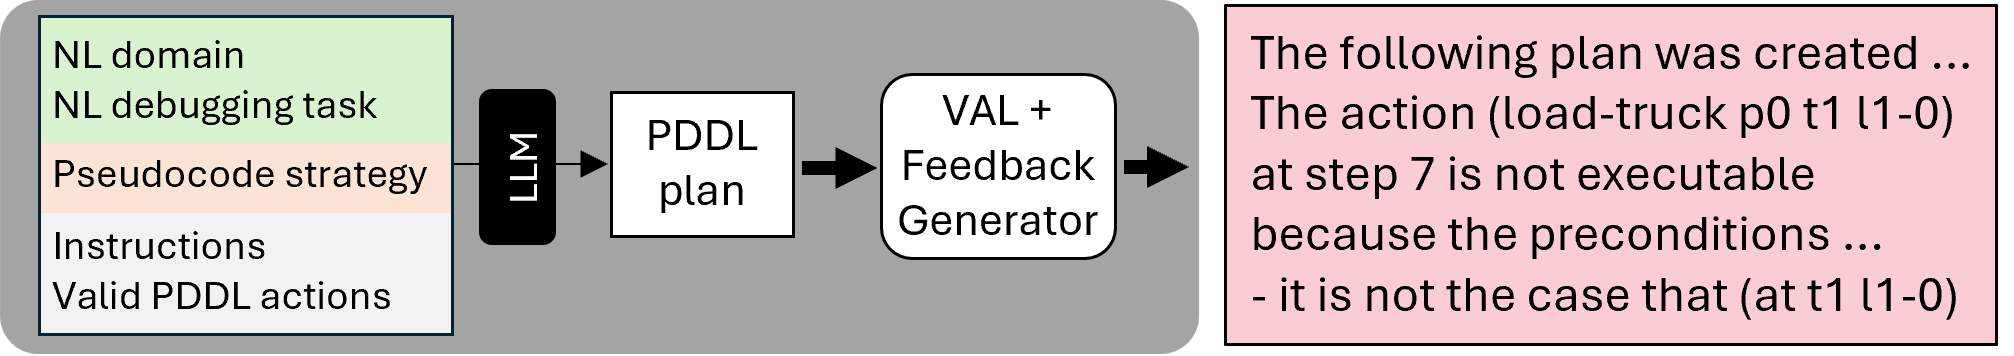 NL domain
NL debugging task
Pseudocode strategy
Instructions
Valid PDDL actions
LLM
PDDL
plan
VAL +
Feedback
Generator
The following plan was created ...
The action (load-truck p0 t1 l1-0)
at step 7 is not executable
because the preconditions ...
- it is not the case that (at t1 l1-0)